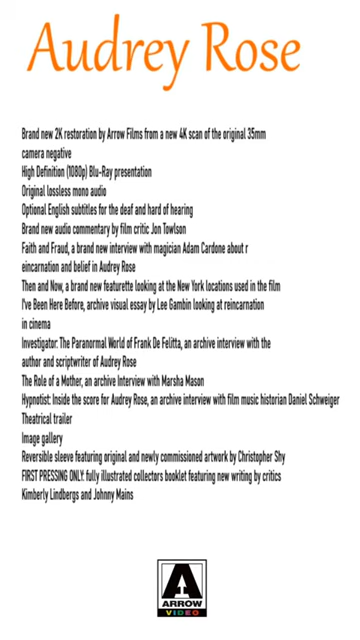 Audrey Rose
Brand new 2K restoration by Arrow Films from a new 4K scan of the original 35mm
camera negative
High Definition (1080p) Blu-Ray presentation
Original lossless mono audio
Optional English subtitles for the deaf and hard of hearing
Brand new audio commentary by film critic Jon Towlson
Faith and Fraud, a brand new interview with magician Adam Cardone about r
eincarnation and belief in Audrey Rose
Then and Now, a brand new featurette looking at the New York locations used in the film
I've Been Here Before, archive visual essay by Lee Gambin looking at reincarnation
in cinema
Investigator: The Paranormal World of Frank De Felitta, an archive interview with the
author and scriptwriter of Audrey Rose
The Role of a Mother, an archive Interview with Marsha Mason
Hypnotist: Inside the score for Audrey Rose, an archive interview with film music historian Daniel Schweiger
Theatrical trailer
Image gallery
Reversible sleeve featuring original and newly commissioned artwork by Christopher Shy
FIRST PRESSING ONLY: fully illustrated collectors booklet featuring new writing by critics
Kimberly Lindbergs and Johnny Mains
ARROW
VIDEO